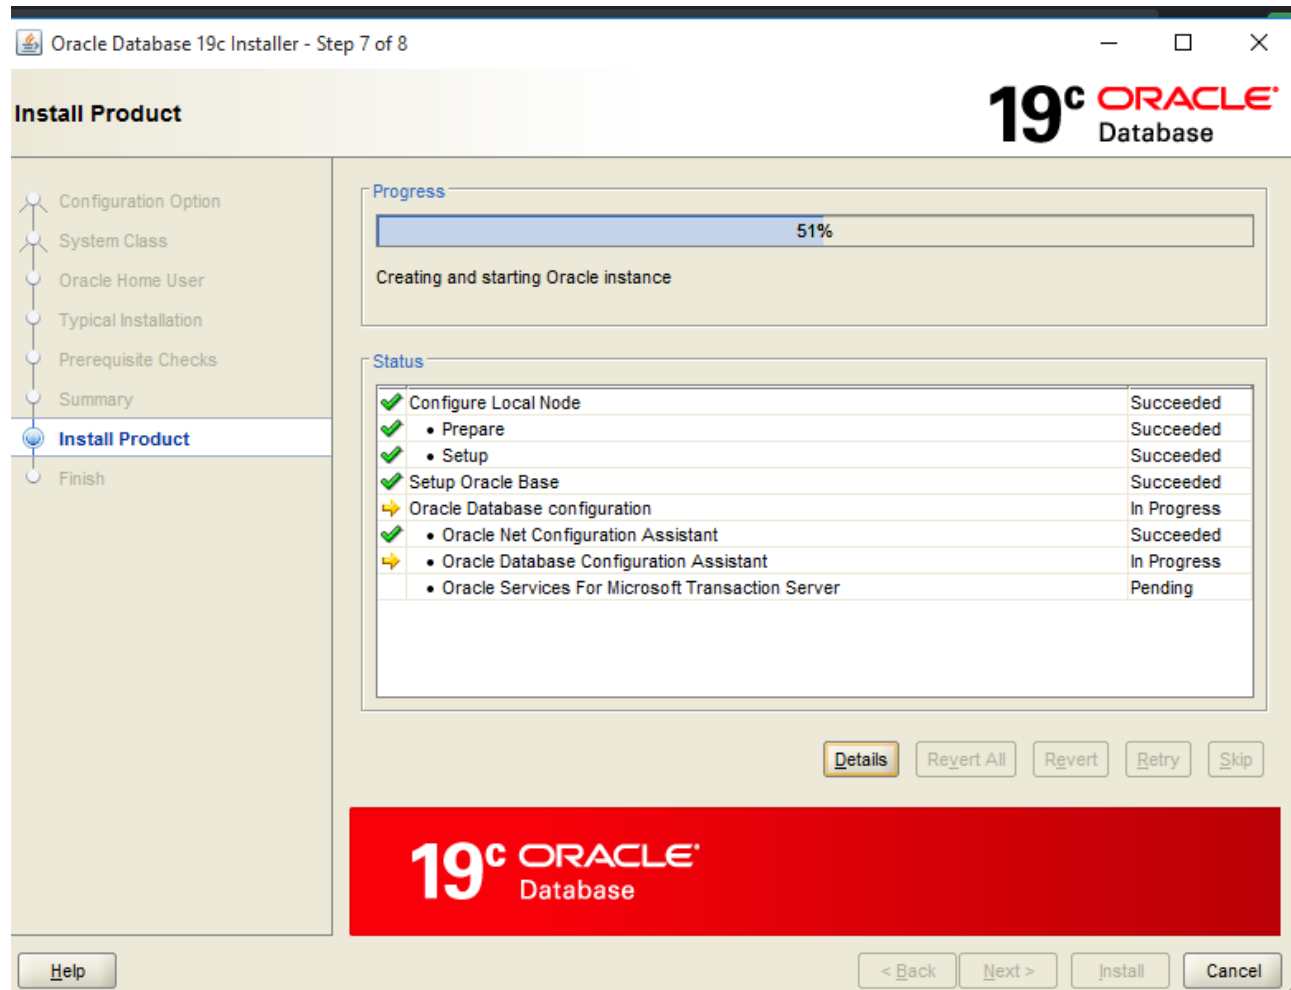 Oracle Database 19c Installer - Step 7 of 8
Install Product
19c ORACLE
Database
Configuration Option
System Class
Oracle Home User
Typical Installation
Prerequisite Checks
Summary
Install Product
Finish
Progress
51%
Creating and starting Oracle instance
Status
Configure Local Node Succeeded
• Prepare Succeeded
• Setup Succeeded
Setup Oracle Base Succeeded
Oracle Database configuration In Progress
• Oracle Net Configuration Assistant Succeeded
• Oracle Database Configuration Assistant In Progress
• Oracle Services For Microsoft Transaction Server Pending
Details Revert All Revert Retry Skip
19c ORACLE
Database
Help < Back Next > Install Cancel